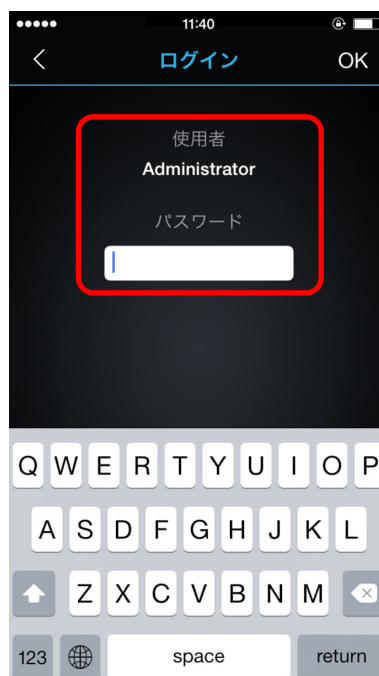 11:40
ログイン
OK
使用者
Administrator
パスワード
Q W E R T Y U I O P
A S D F G H J K L
Z X C V B N M
123 space return